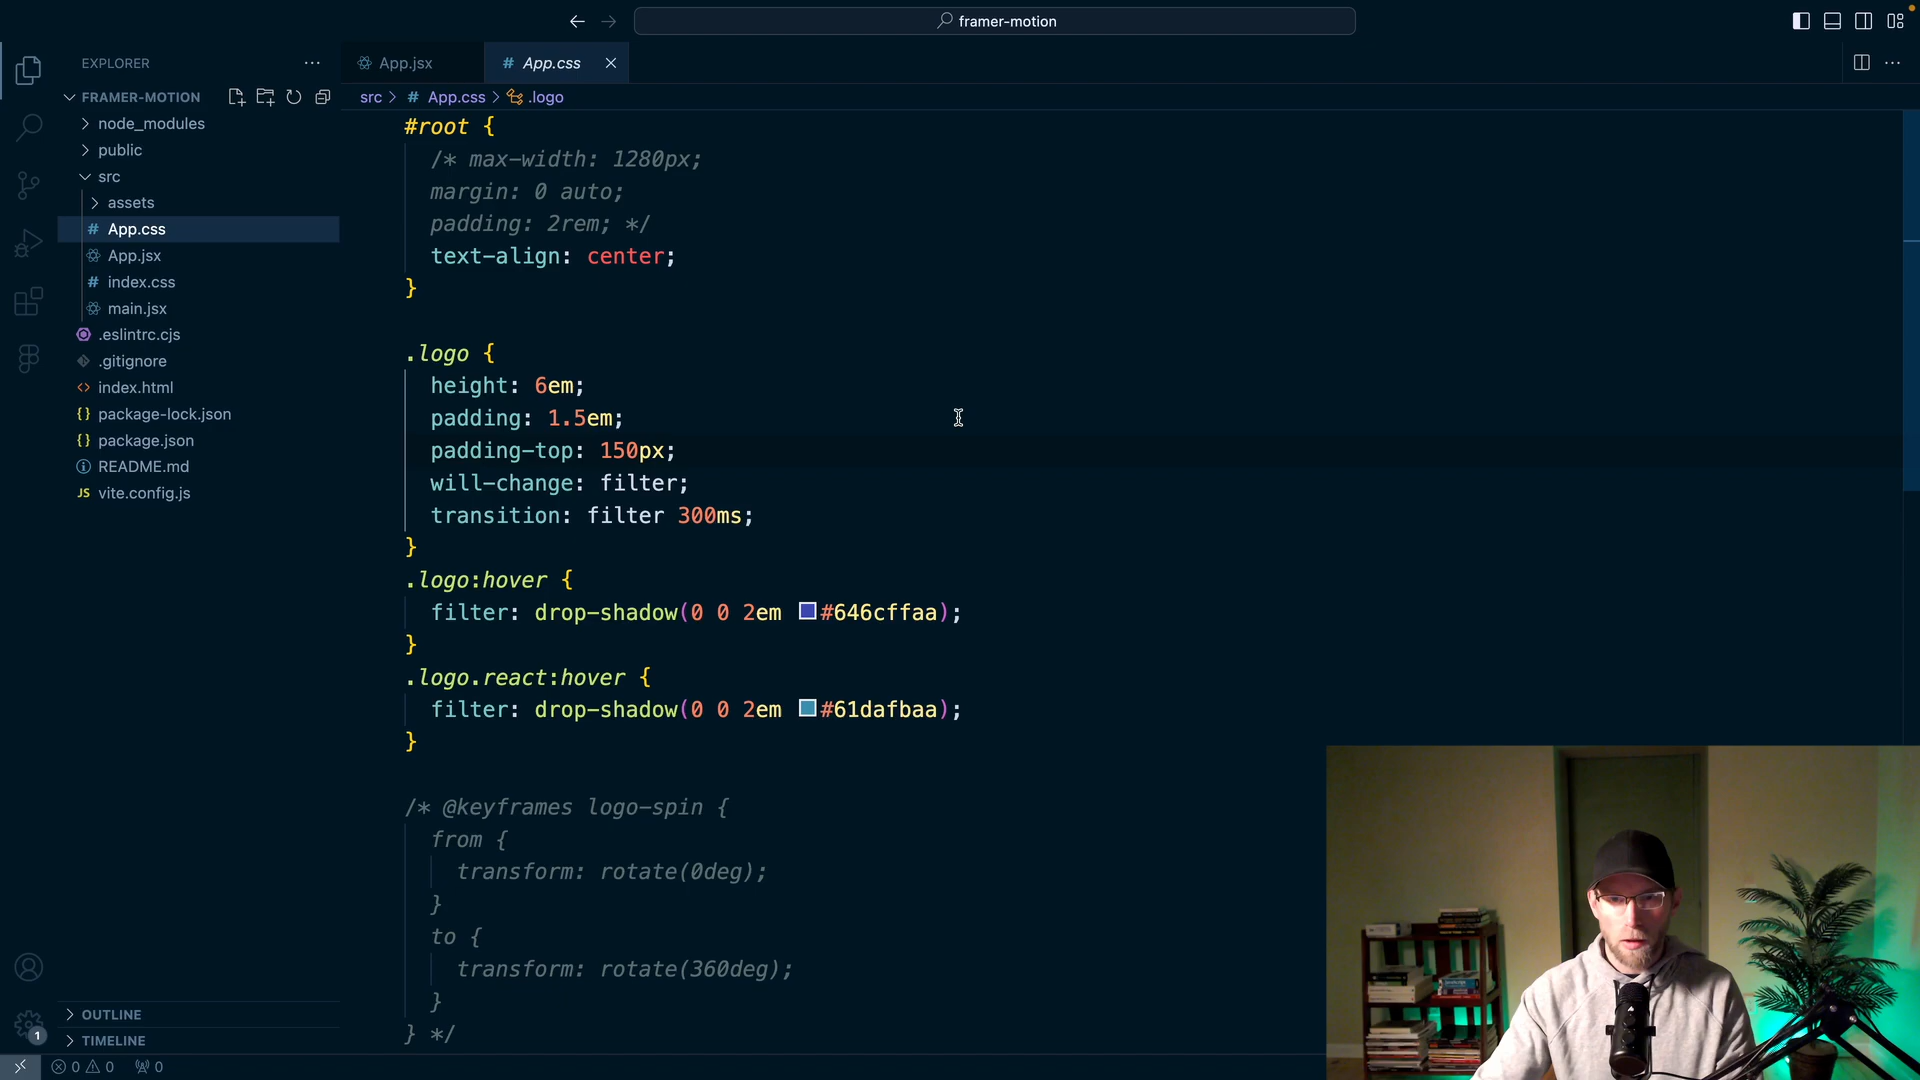 framer-motion
EXPLORER
FRAMER-MOTION
node_modules
public
src
assets
# App.css
App.jsx
# index.css
main.jsx
.eslintrc.cjs
.gitignore
<> index.html
{} package-lock.json
{} package.json
README.md
JS vite.config.js
OUTLINE
TIMELINE
1
0 0 0
App.jsx
# App.css
src > # App.css > .logo
#root {
/* max-width: 1280px;
margin: 0 auto;
padding: 2rem; */
text-align: center;
}
.logo {
height: 6em;
padding: 1.5em;
padding-top: 150px;
will-change: filter;
transition: filter 300ms;
}
.logo:hover {
filter: drop-shadow(0 0 2em #646cffaa);
}
.logo.react:hover {
filter: drop-shadow(0 0 2em #61dafbaa);
}
/* @keyframes logo-spin {
from {
transform: rotate(0deg);
}
to {
transform: rotate(360deg);
}
} */